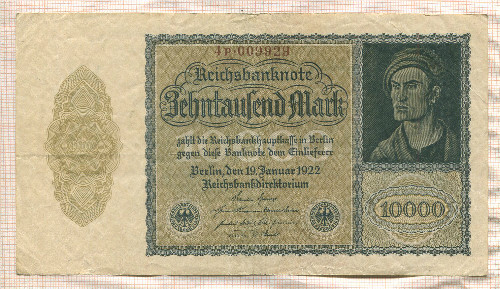 4P·009923
Reichsbanknote
Zehntausend Mark
zahlt die Reichsbankhauptkasse in Berlin
gegen diese Banknote dem Einlieferer
Berlin, den 19. Januar 1922
Reichsbankdirektorium
10000